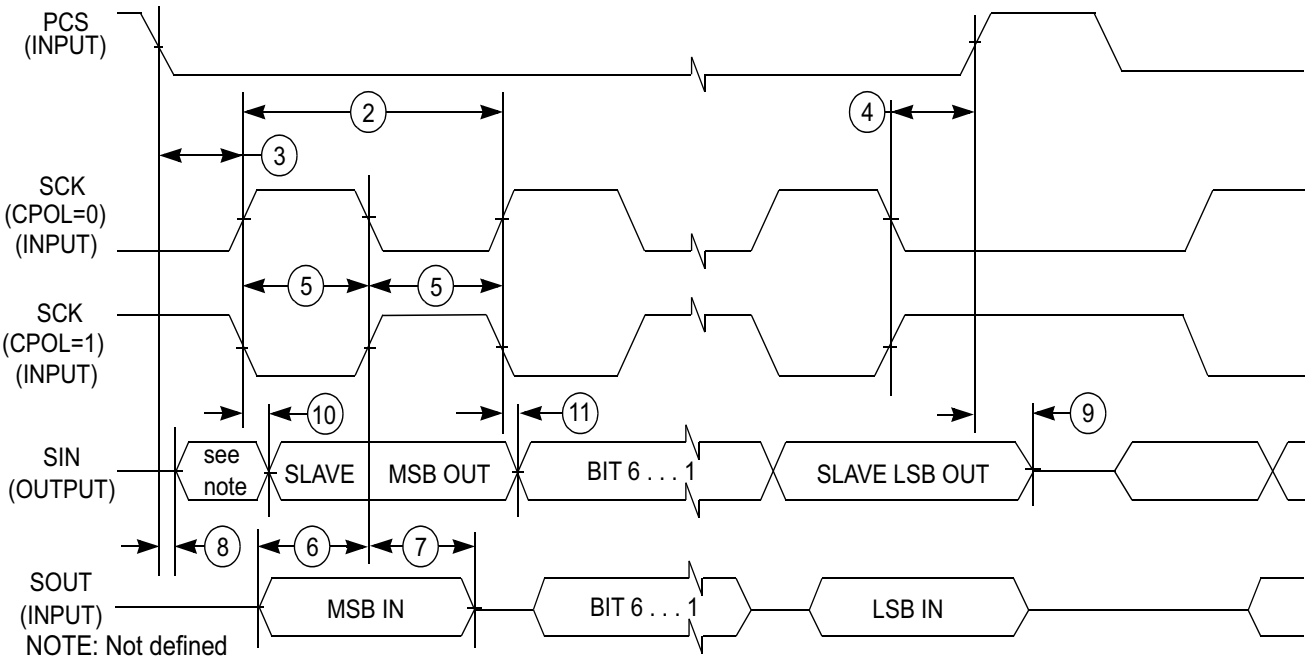 PCS
(INPUT)
2
4
3
SCK
(CPOL=0)
(INPUT)
5
5
SCK
(CPOL=1)
(INPUT)
10
11
9
SIN
(OUTPUT)
see
note
SLAVE
MSB OUT
BIT 6 . . . 1
SLAVE LSB OUT
8
6
7
SOUT
(INPUT)
MSB IN
BIT 6 . . . 1
LSB IN
NOTE: Not defined